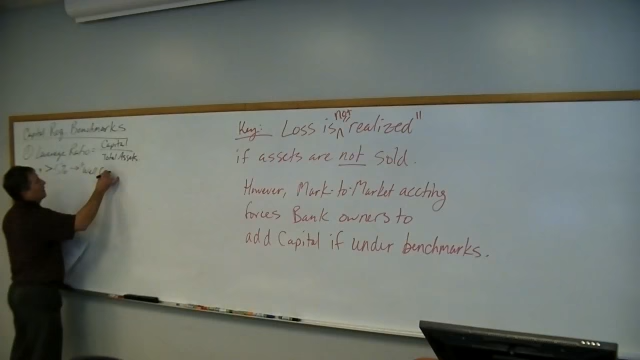 Capital Req. Benchmarks
① Leverage Ratio = Capital
Total Assets
Key: Loss is not "realized"
if assets are not sold.
However, Mark-to-Market accting
forces Bank owners to
add Capital if under benchmarks.